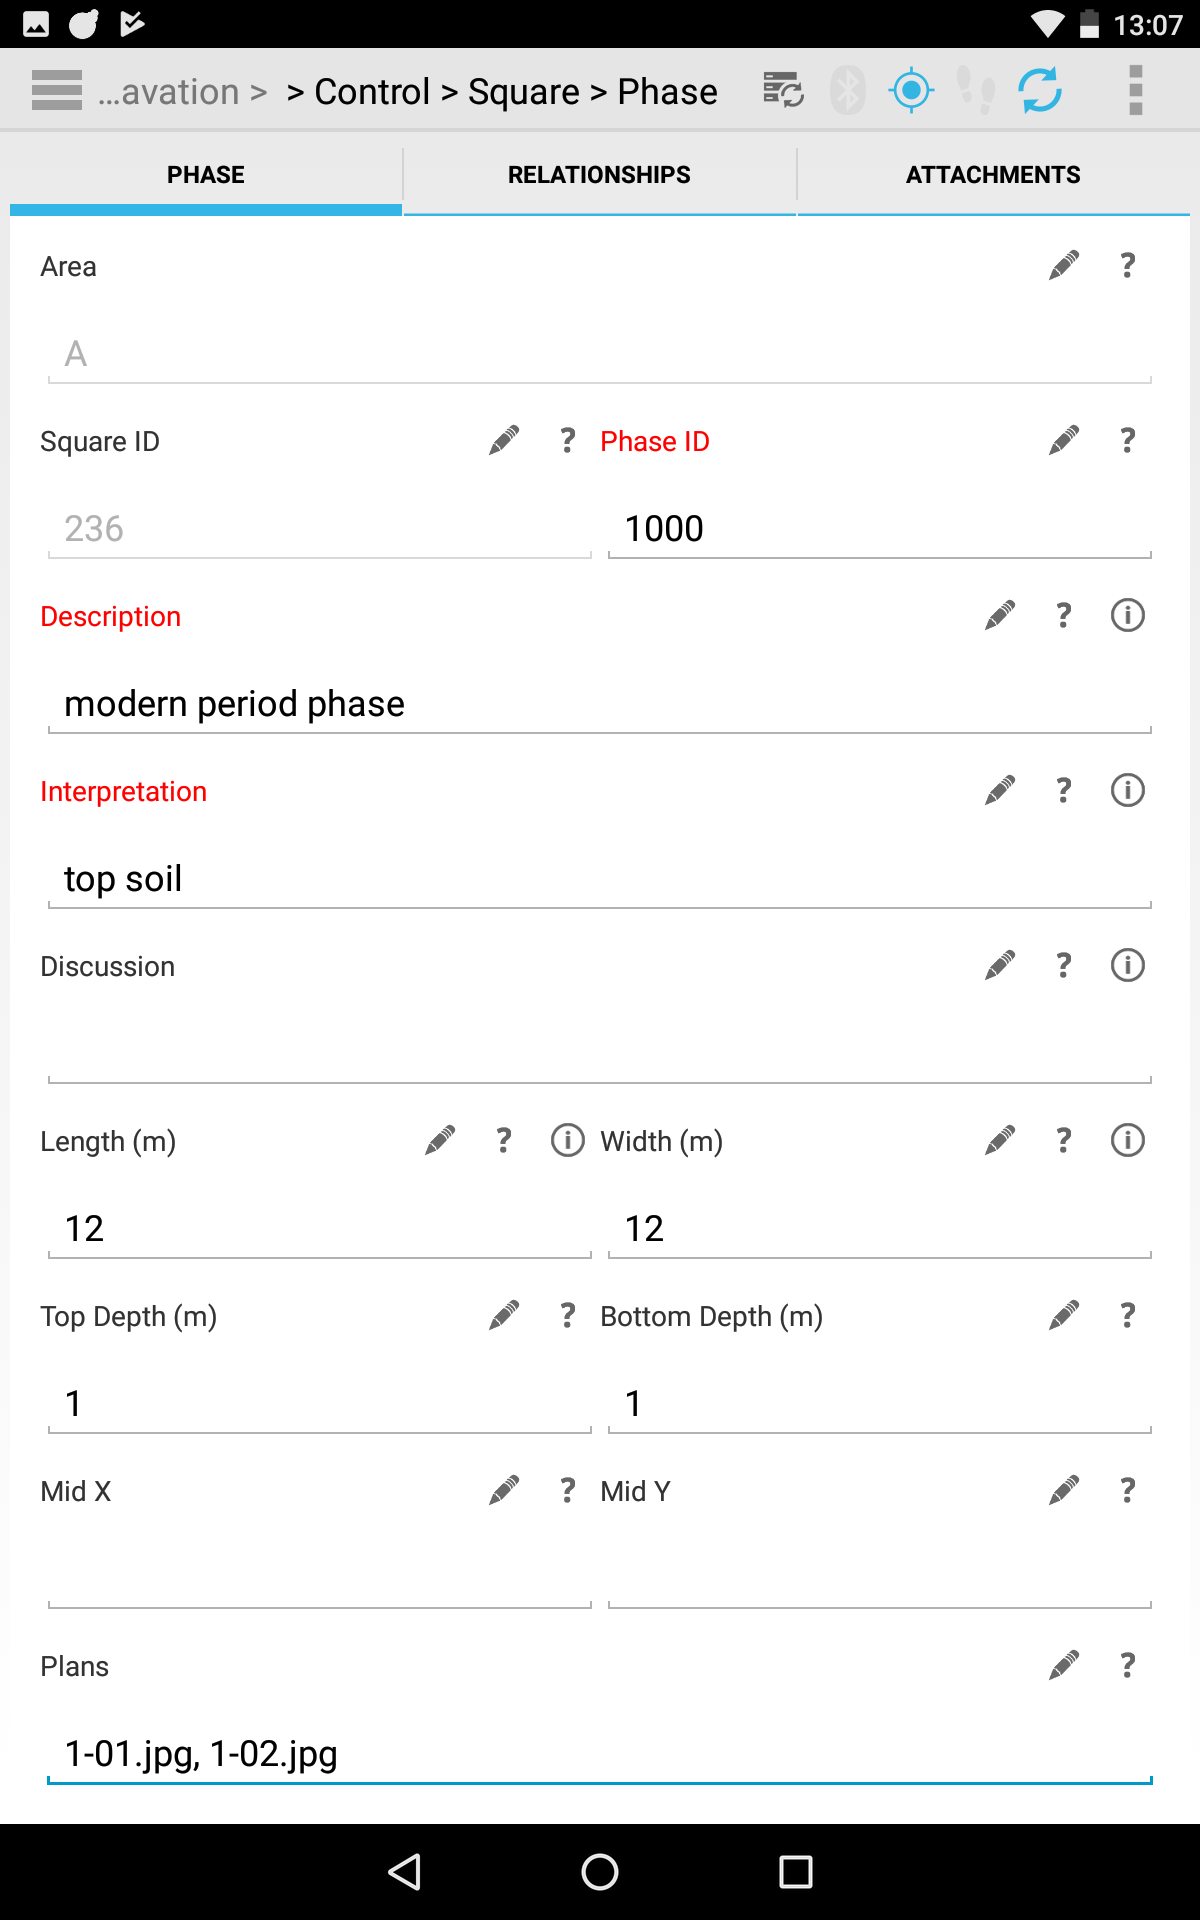 13:07
...avation > > Control > Square > Phase
PHASE RELATIONSHIPS ATTACHMENTS
Area ?
A
Square ID ? Phase ID ?
236 1000
Description ?
modern period phase
Interpretation ?
top soil
Discussion ?
Length (m) ? Width (m) ?
12 12
Top Depth (m) ? Bottom Depth (m) ?
1 1
Mid X ? Mid Y ?
Plans ?
1-01.jpg, 1-02.jpg